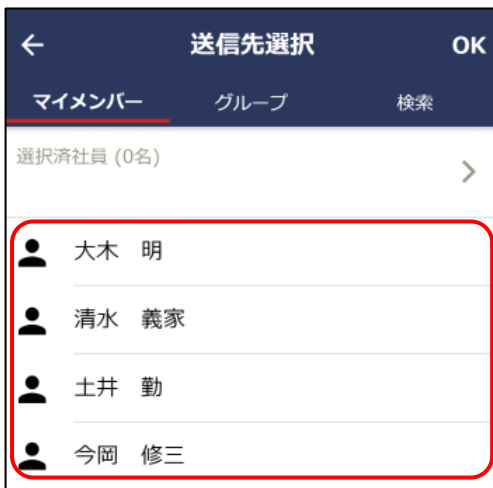 送信先選択 OK
マイメンバー グループ 検索
選択済社員 (0名)
大木　明
清水　義家
土井　勤
今岡　修三